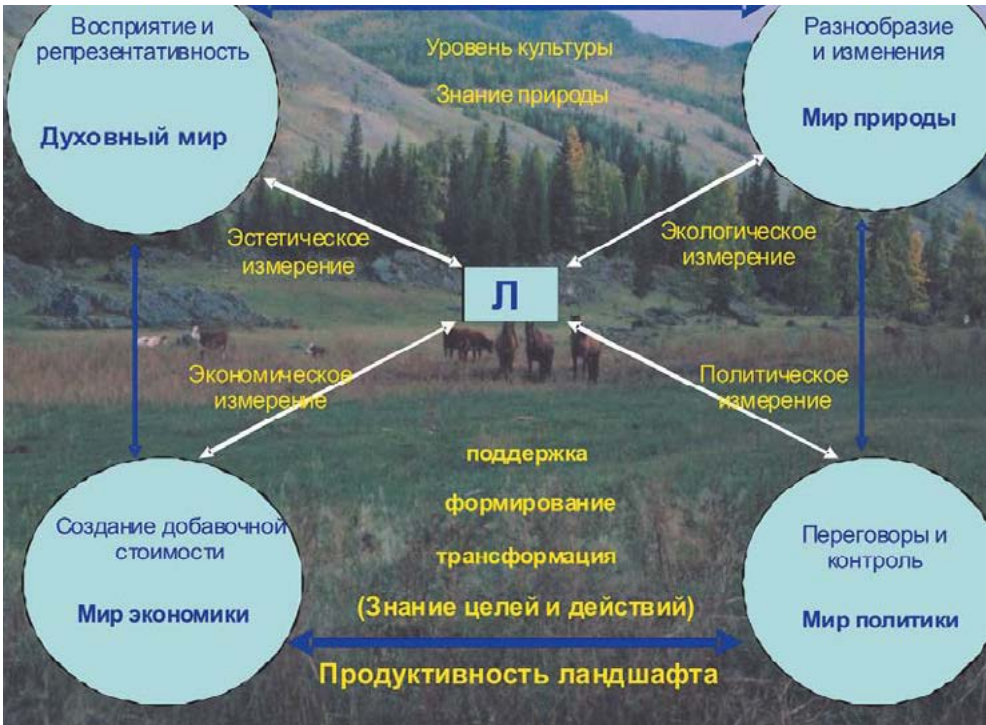 Восприятие и
репрезентативность
Духовный мир
Уровень культуры
Знание природы
Разнообразие
и изменения
Мир природы
Эстетическое
измерение
Экологическое
измерение
Л
Экономическое
измерение
Политическое
измерение
поддержка
формирование
трансформация
(Знание целей и действий)
Продуктивность ландшафта
Создание добавочной
стоимости
Мир экономики
Переговоры и
контроль
Мир политики